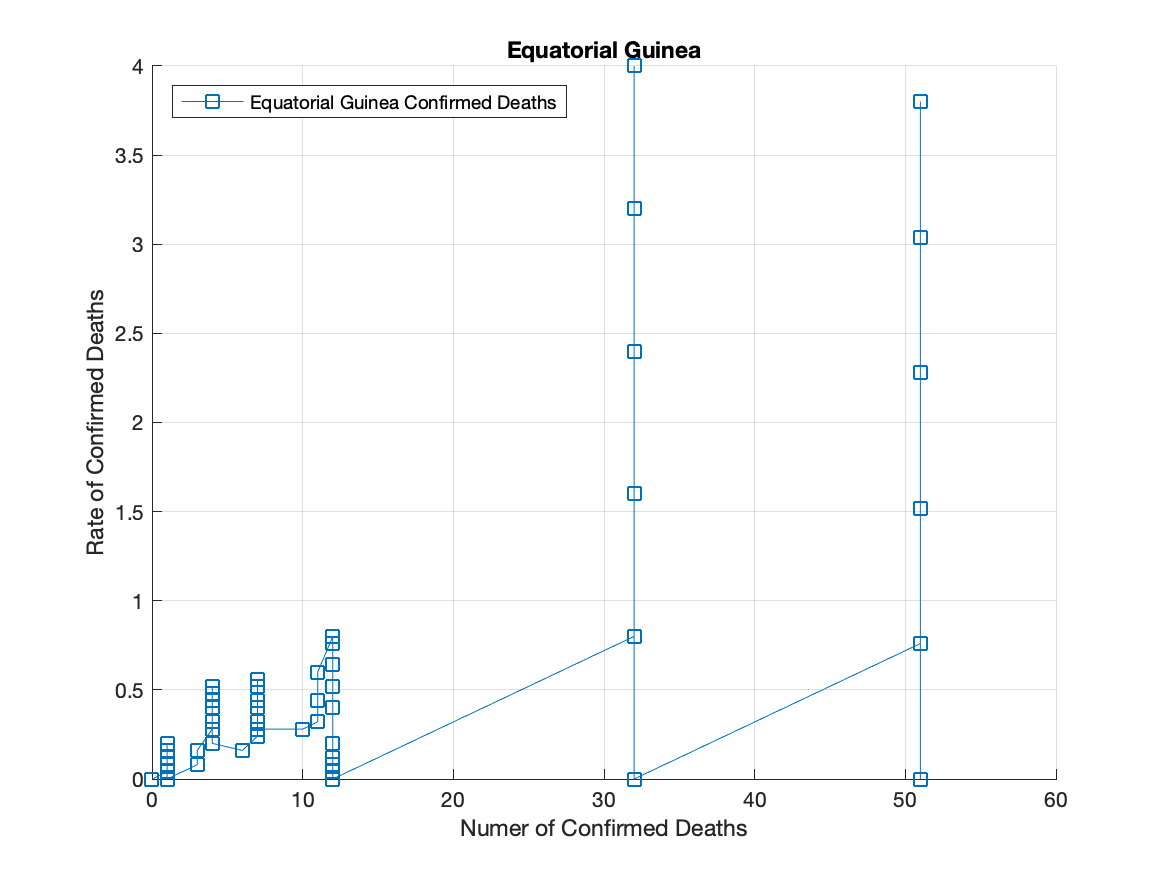 Equatorial Guinea
Equatorial Guinea Confirmed Deaths
4
3.5
3
2.5
2
1.5
1
0.5
0
Rate of Confirmed Deaths
0 10 20 30 40 50 60
Numer of Confirmed Deaths